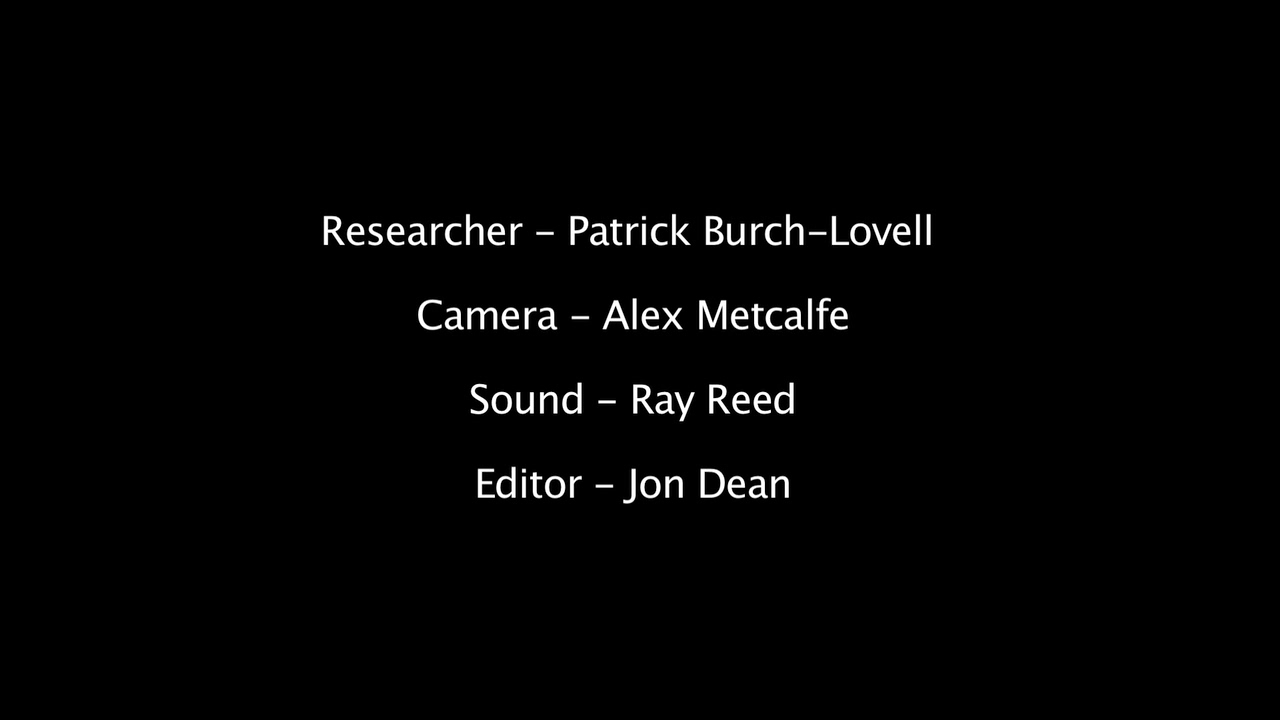 Researcher – Patrick Burch–Lovell
Camera – Alex Metcalfe
Sound – Ray Reed
Editor – Jon Dean